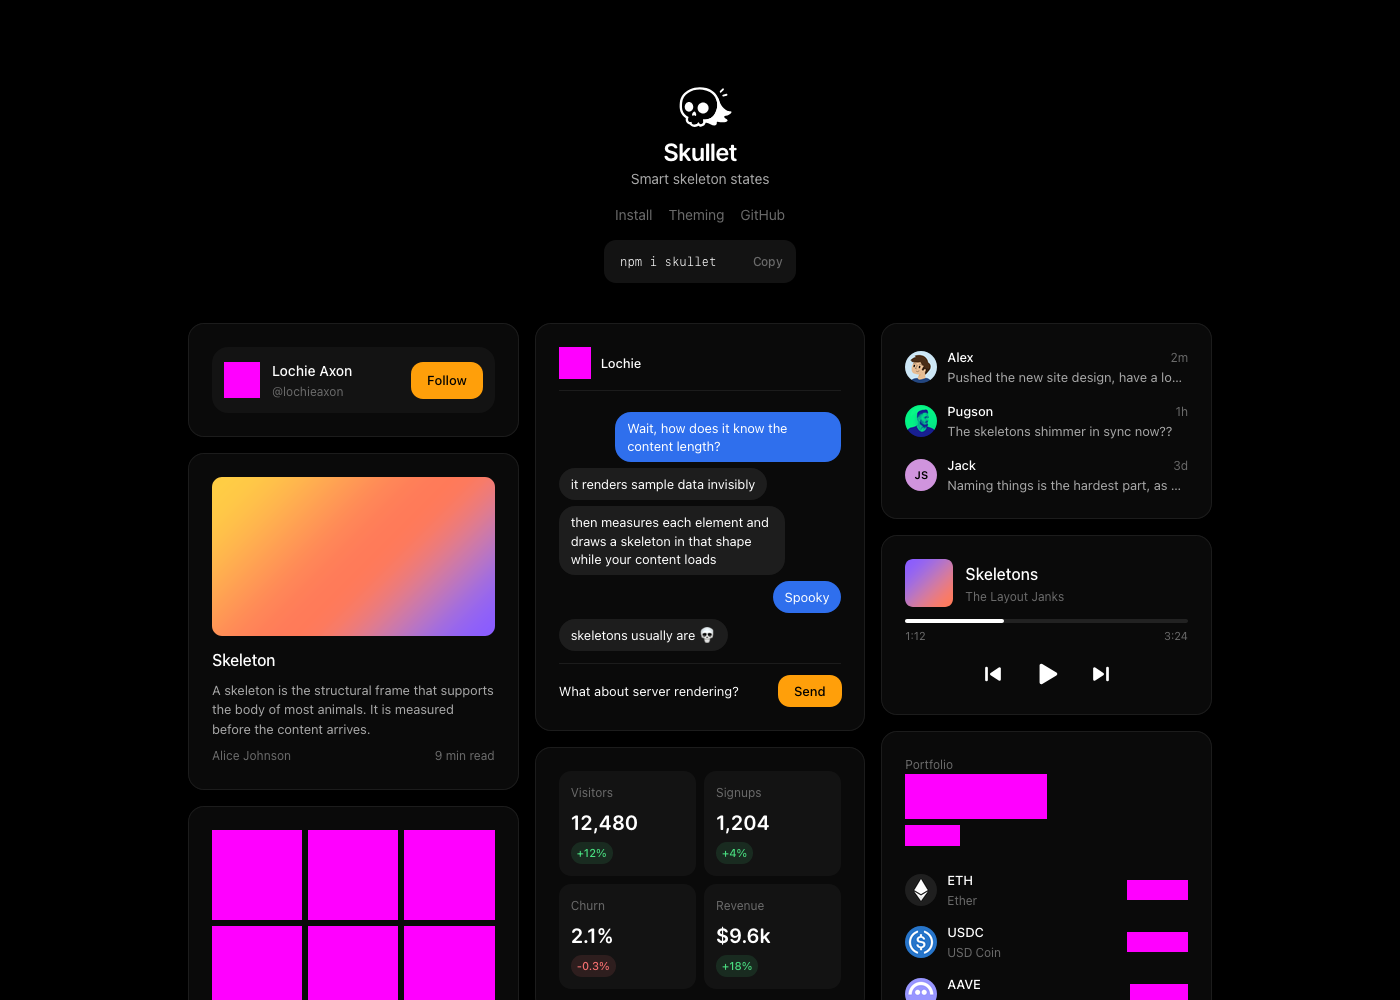 Skullet
Smart skeleton states
Install Theming GitHub
npm i skullet Copy
Lochie Axon
@lochieaxon
Follow
Skeleton
A skeleton is the structural frame that supports
the body of most animals. It is measured
before the content arrives.
Alice Johnson 9 min read
Lochie
Wait, how does it know the
content length?
it renders sample data invisibly
then measures each element and
draws a skeleton in that shape
while your content loads
Spooky
skeletons usually are 💀
What about server rendering? Send
Visitors
12,480
+12%
Signups
1,204
+4%
Churn
2.1%
-0.3%
Revenue
$9.6k
+18%
Alex 2m
Pushed the new site design, have a lo...
Pugson 1h
The skeletons shimmer in sync now??
JS
Jack 3d
Naming things is the hardest part, as ...
Skeletons
The Layout Janks
1:12 3:24
Portfolio
ETH
Ether
USDC
USD Coin
AAVE